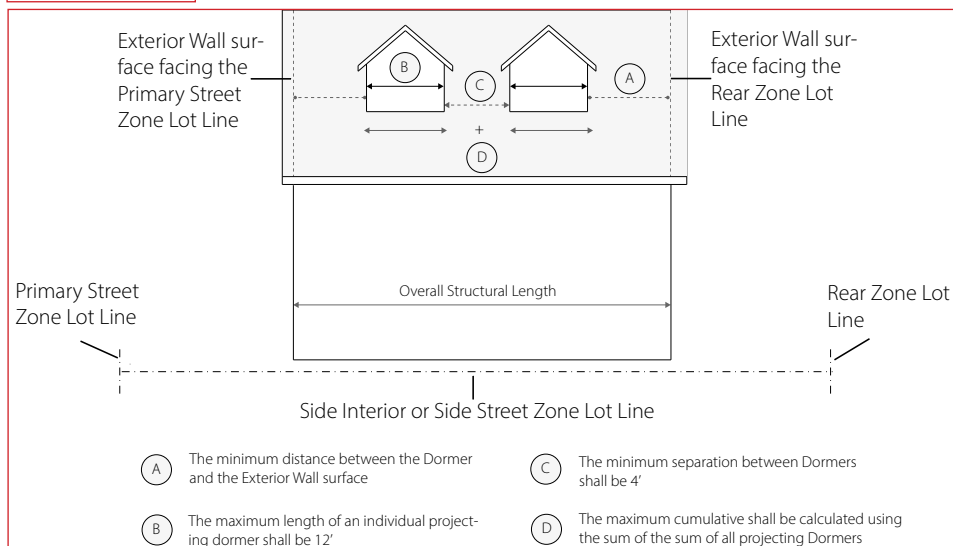 Exterior Wall sur-
face facing the
Primary Street
Zone Lot Line
Exterior Wall sur-
face facing the
Rear Zone Lot
Line
B
C
A
+
D
Overall Structural Length
Primary Street
Zone Lot Line
Rear Zone Lot
Line
Side Interior or Side Street Zone Lot Line
A
The minimum distance between the Dormer
and the Exterior Wall surface
B
The maximum length of an individual project-
ing dormer shall be 12'
C
The minimum separation between Dormers
shall be 4'
D
The maximum cumulative shall be calculated using
the sum of the sum of all projecting Dormers